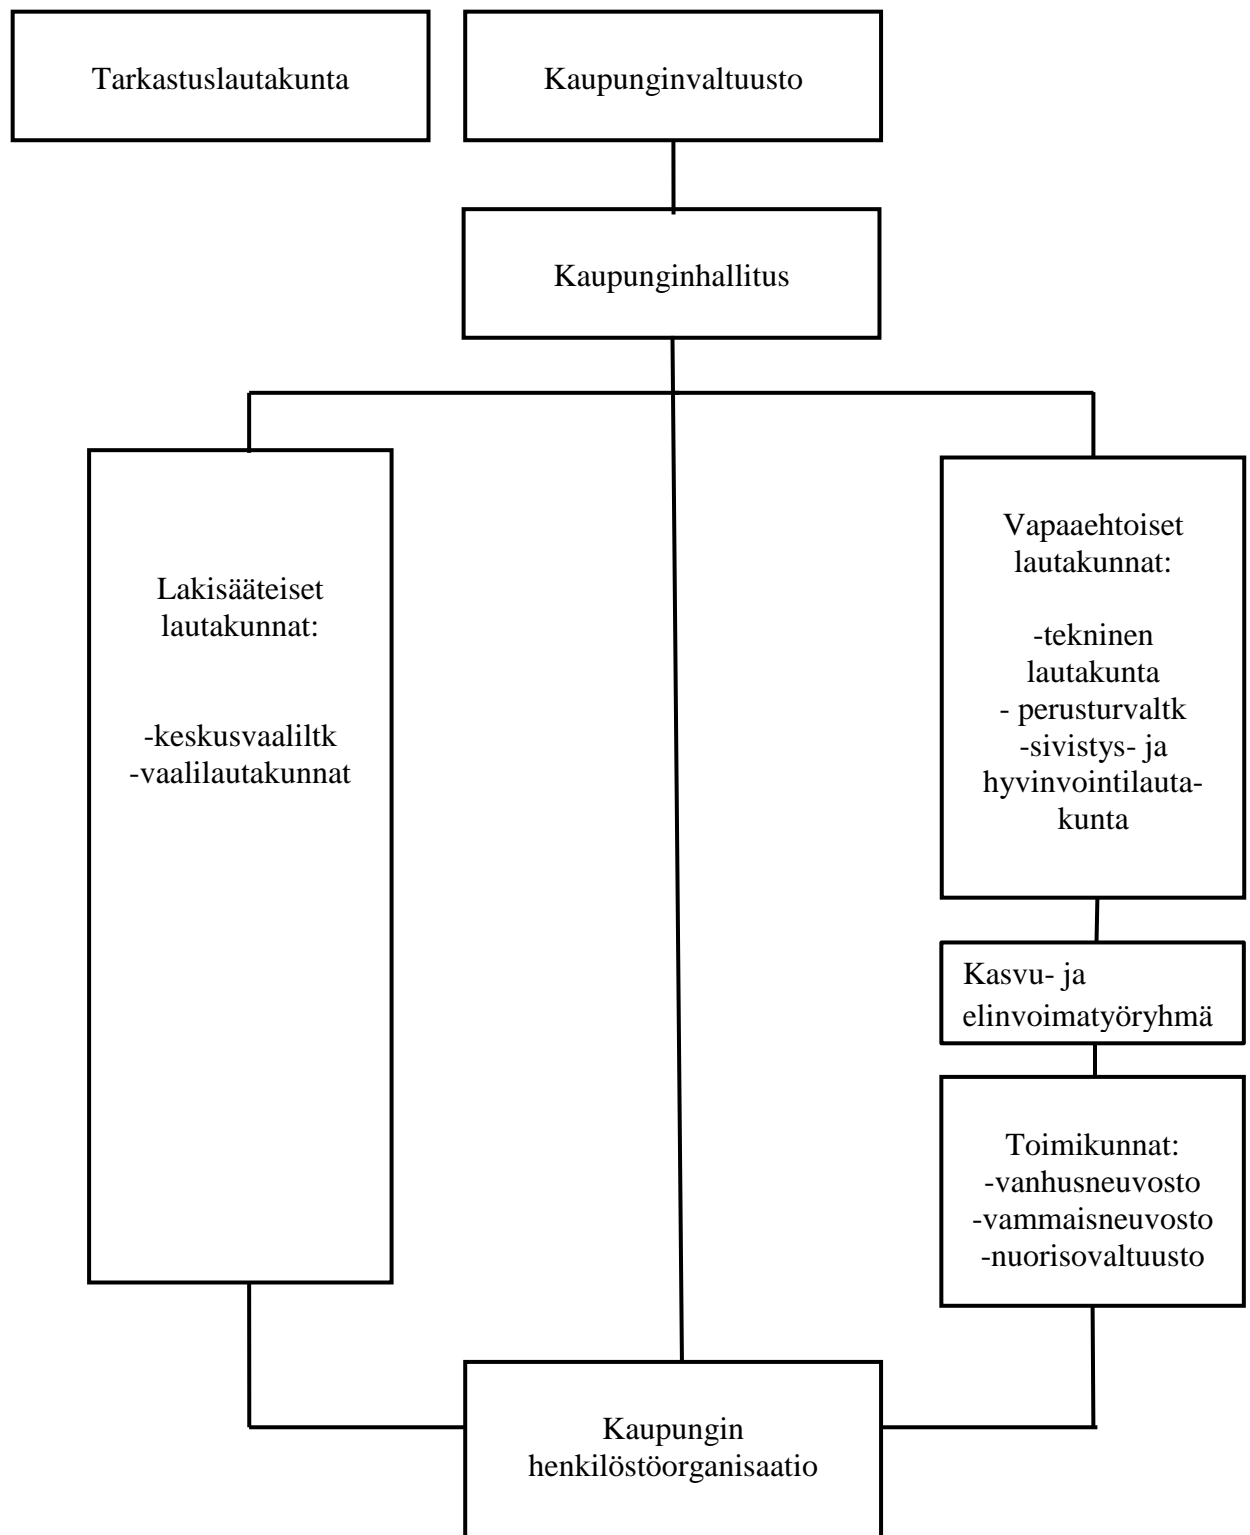 Tarkastuslautakunta
Kaupunginvaltuusto
Kaupunginhallitus
Lakisääteiset
lautakunnat:
-keskusvaaliltk
-vaalilautakunnat
Vapaaehtoiset
lautakunnat:
-tekninen
lautakunta
- perusturvaltk
-sivistys- ja
hyvinvointilauta-
kunta
Kasvu- ja
elinvoimatyöryhmä
Toimikunnat:
-vanhusneuvosto
-vammaisneuvosto
-nuorisovaltuusto
Kaupungin
henkilöstöorganisaatio